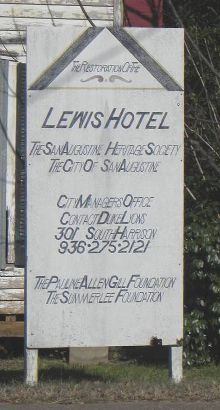 The Restoration Of The
Lewis Hotel
The San Augustine Heritage Society
The City Of San Augustine
City Managers Office
Contact Duke Lyons
301 South Harrison
936-275-2121
The Pauline Allen Gill Foundation
The Summerlee Foundation